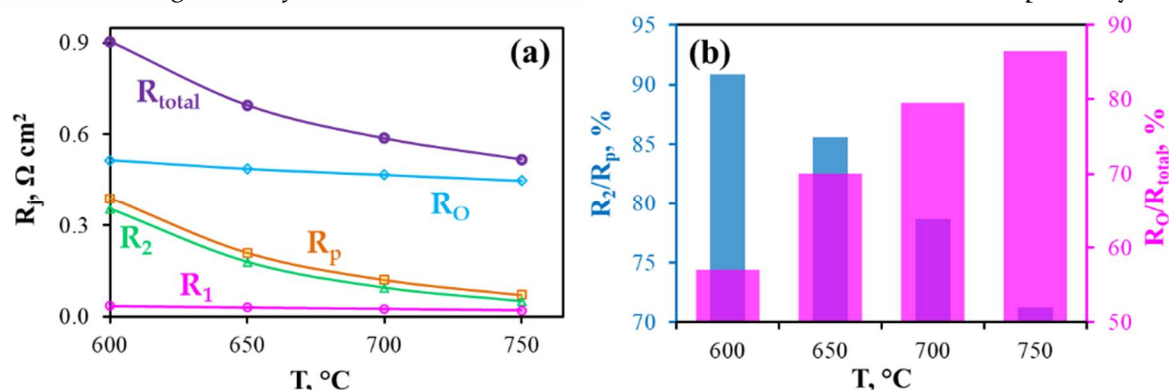 (a)
0.9
0.6
0.3
0.0
R_j, Ω cm²
R_total
R_O
R_2
R_p
R_1
600 650 700 750
T, °C
(b)
95
90
85
80
75
70
R_2/R_p, %
90
80
70
60
50
R_O/R_total, %
600 650 700 750
T, °C